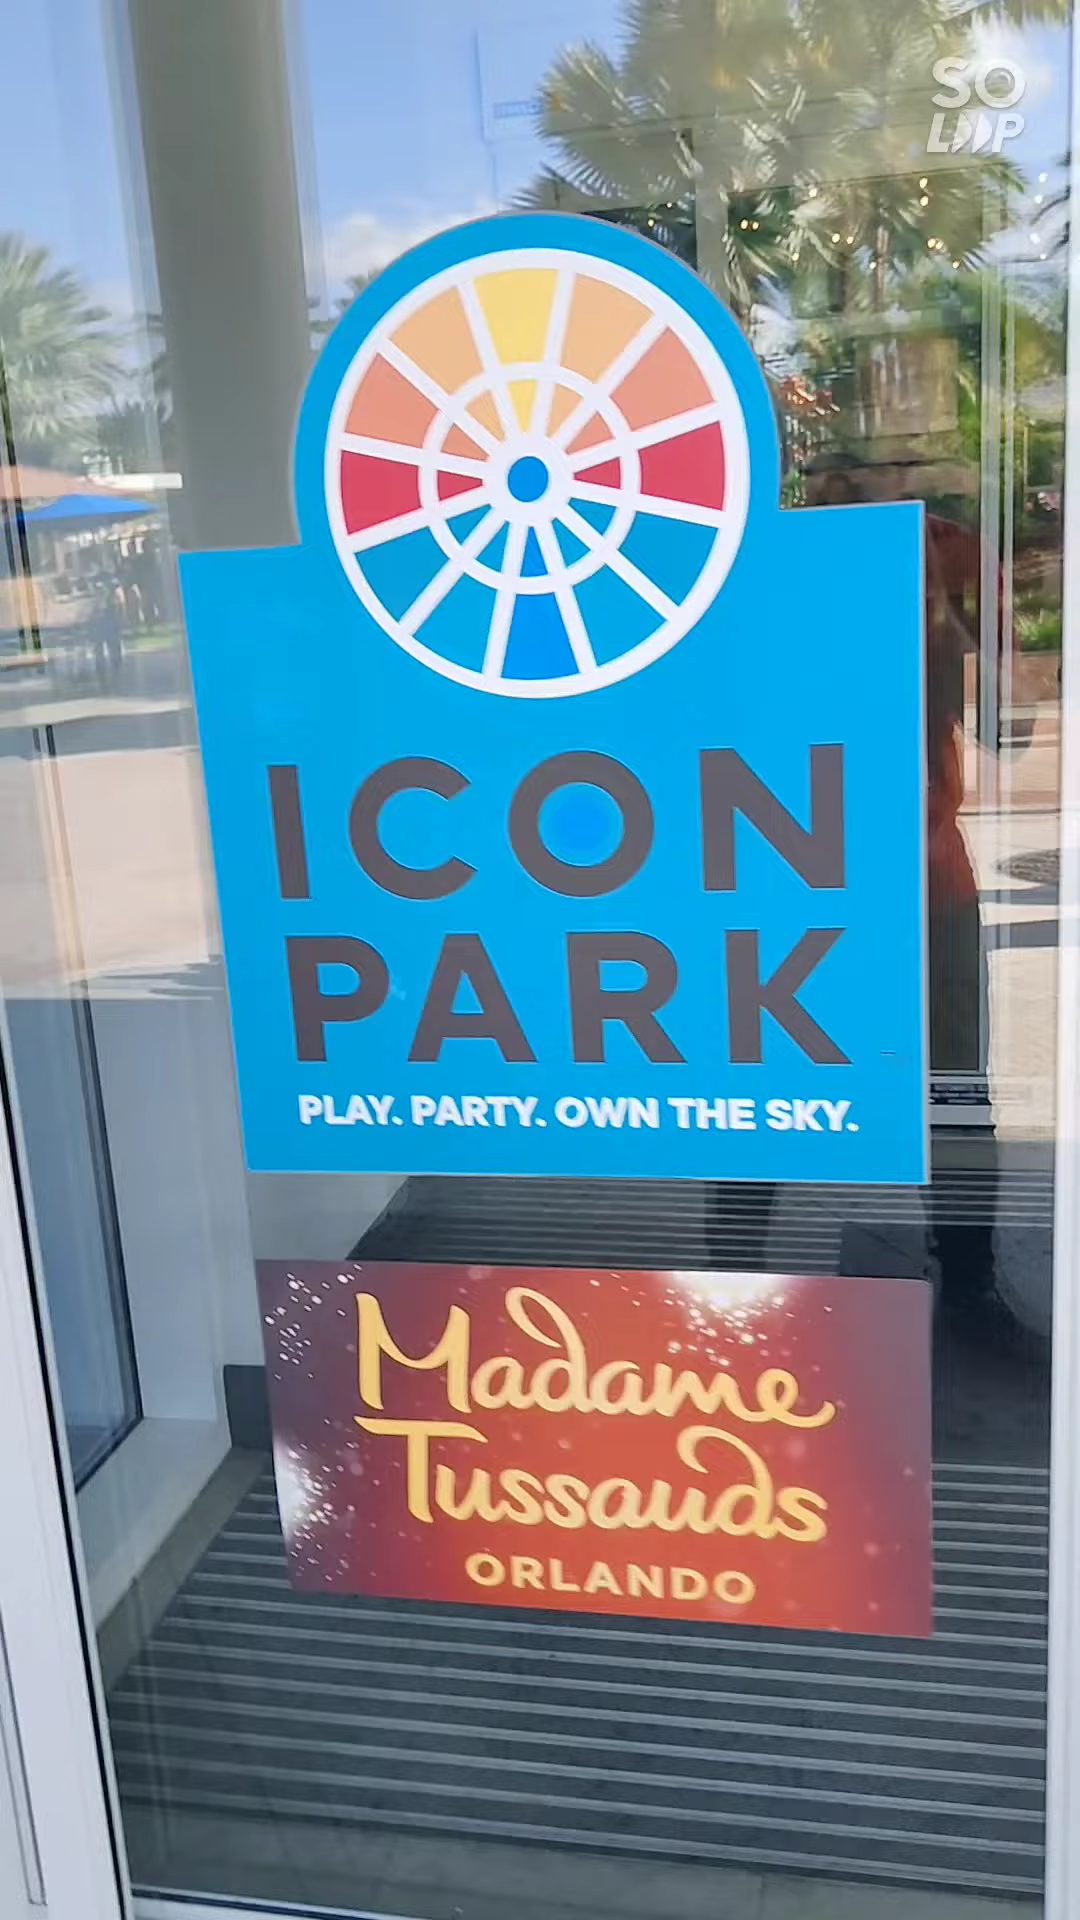 SO
LOOP
ICON
PARK
PLAY. PARTY. OWN THE SKY.
Madame
Tussauds
ORLANDO